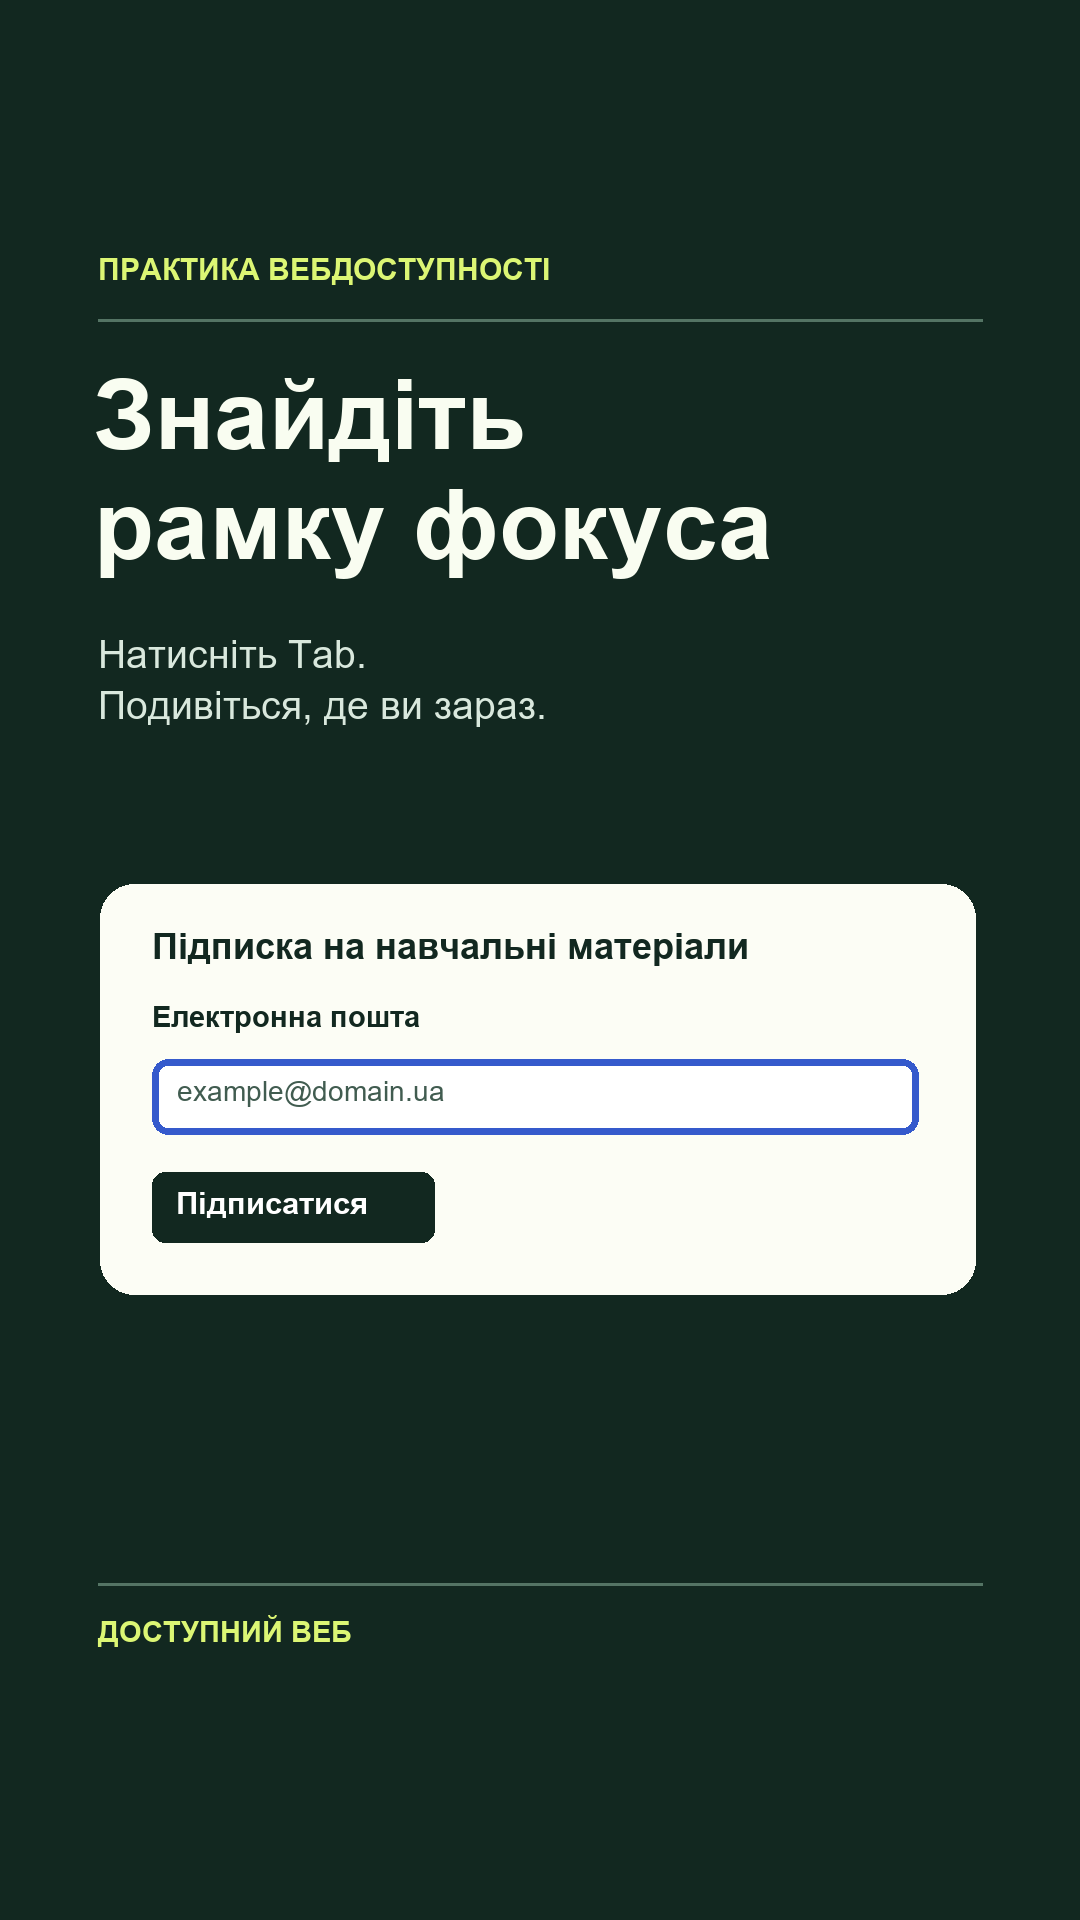 ПРАКТИКА ВЕБДОСТУПНОСТІ
Знайдіть
рамку фокуса
Натисніть Tab.
Подивіться, де ви зараз.
Підписка на навчальні матеріали
Електронна пошта
example@domain.ua
Підписатися
ДОСТУПНИЙ ВЕБ